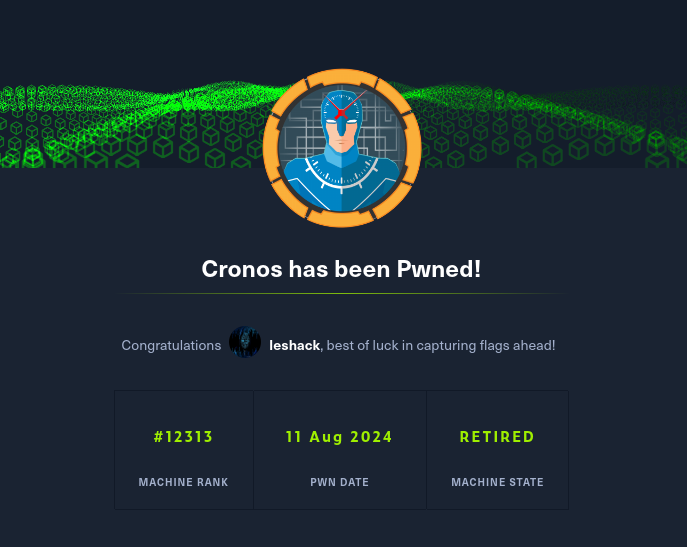 Cronos has been Pwned!
Congratulations leshack, best of luck in capturing flags ahead!
#12313 11 Aug 2024 RETIRED
MACHINE RANK PWN DATE MACHINE STATE